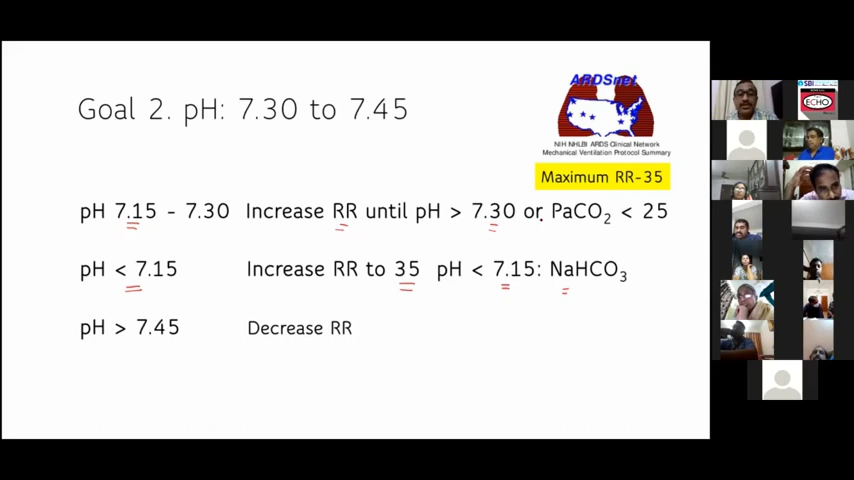 Goal 2. pH: 7.30 to 7.45
ARDSnet
NIH NHLBI ARDS Clinical Network
Mechanical Ventilation Protocol Summary
Maximum RR-35
pH 7.15 - 7.30 Increase RR until pH > 7.30 or PaCO₂ < 25
pH < 7.15 Increase RR to 35 pH < 7.15: NaHCO₃
pH > 7.45 Decrease RR
SBI
ECHO